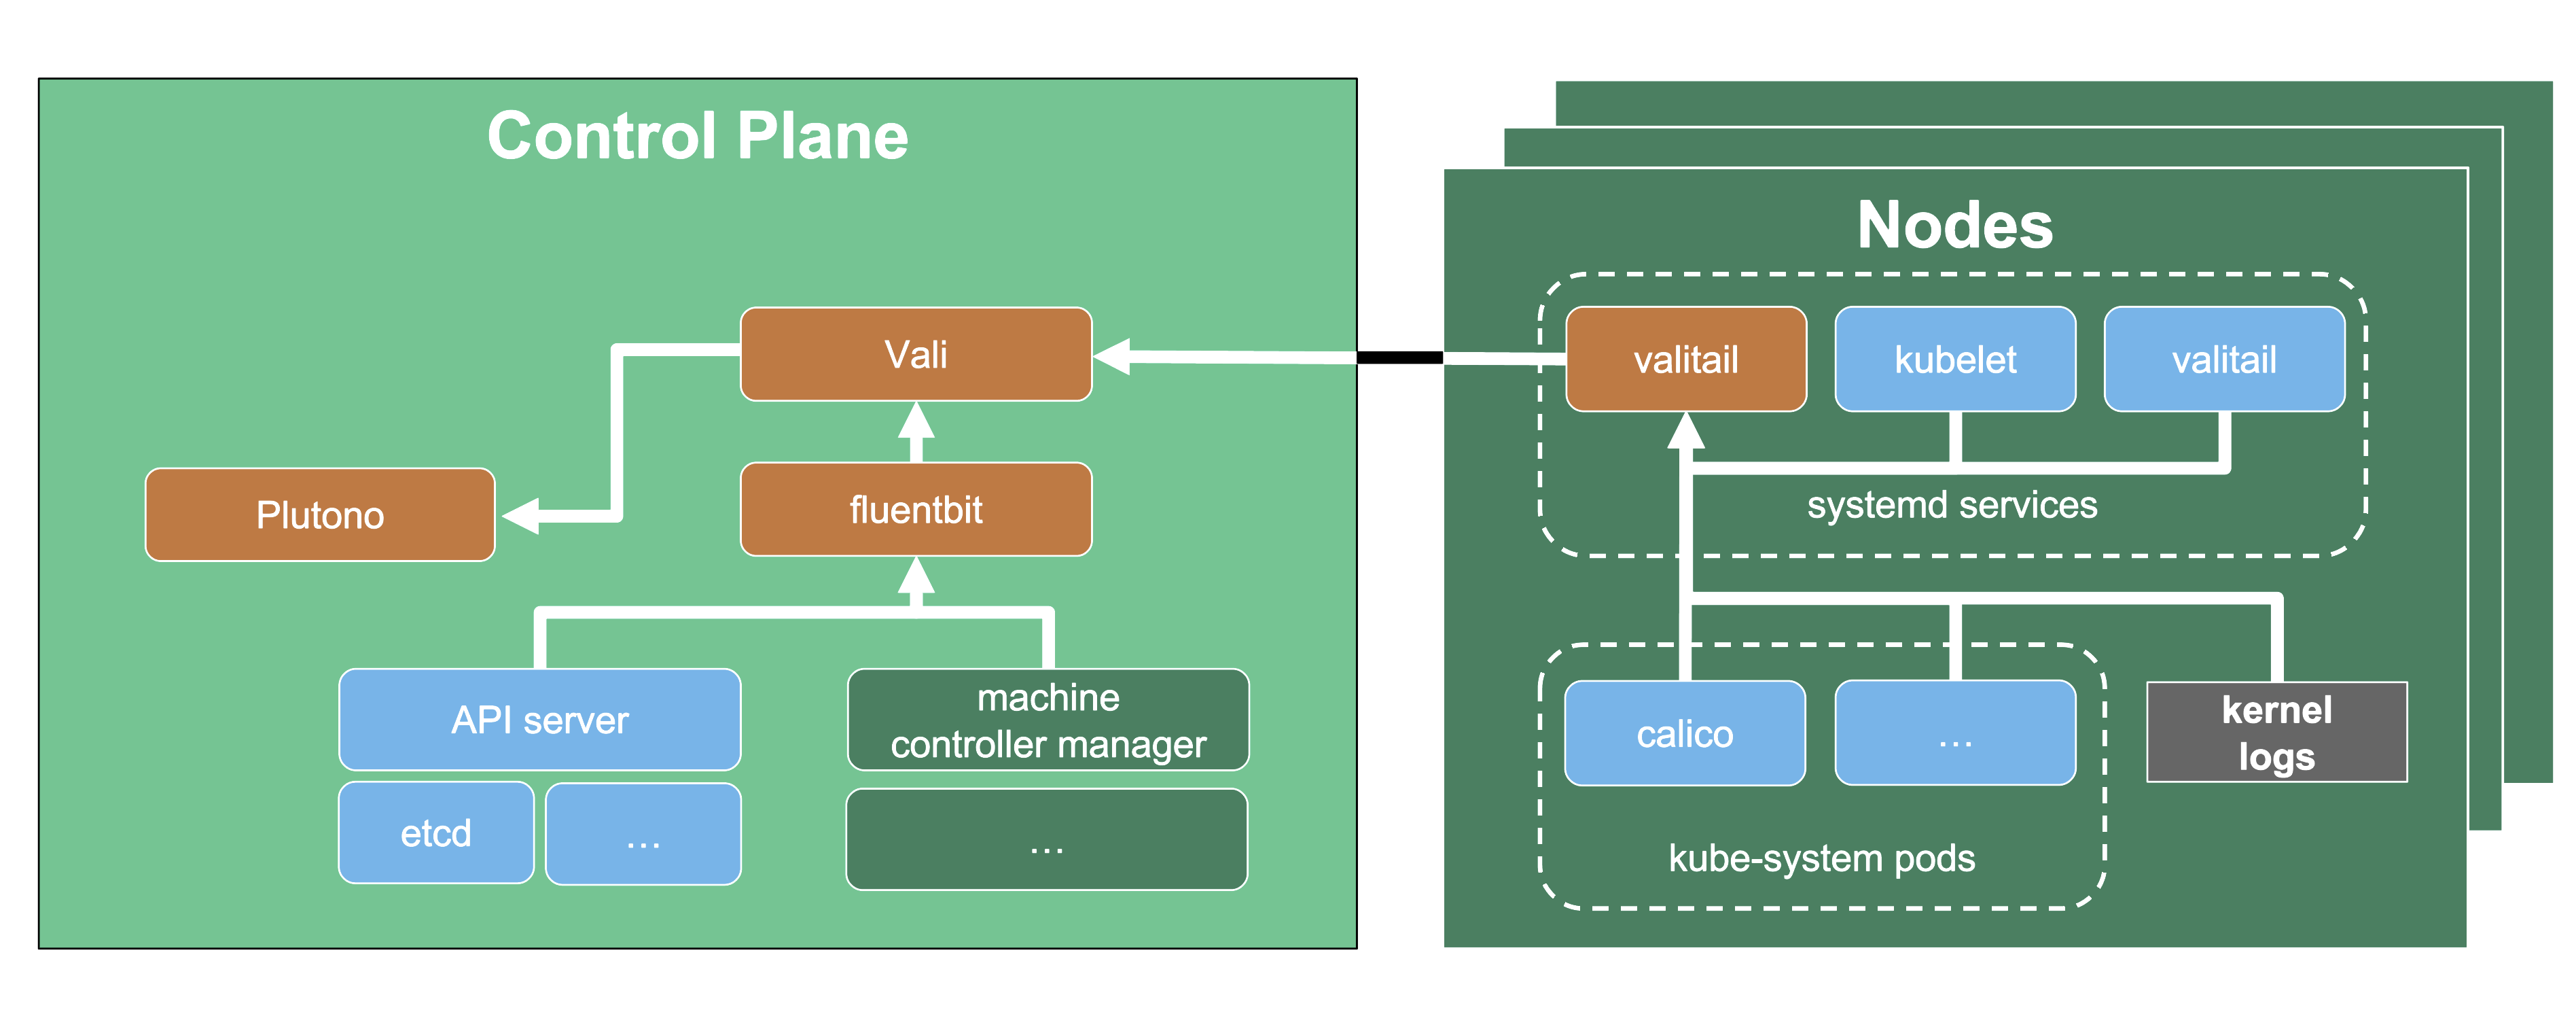 Control Plane
Vali
Plutono
fluentbit
API server
machine
controller manager
etcd
...
...
Nodes
valitail
kubelet
valitail
systemd services
calico
...
kernel
logs
kube-system pods